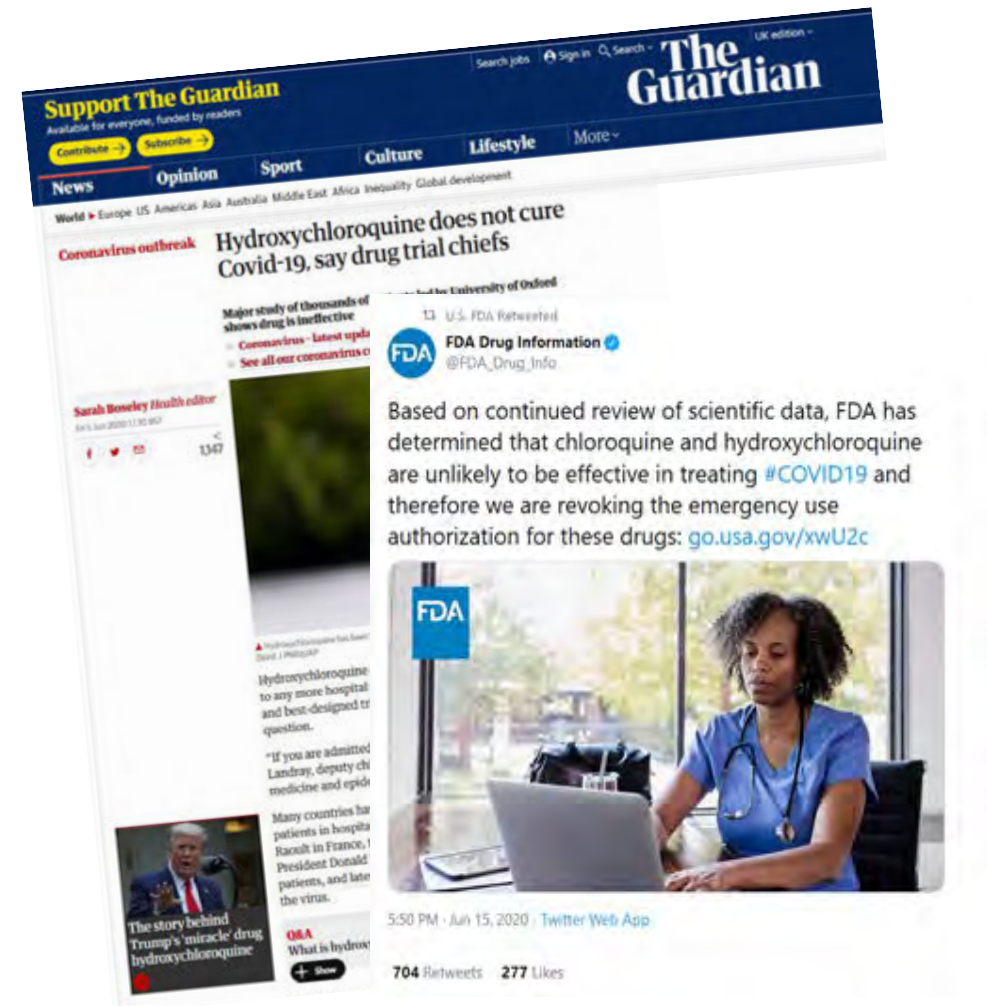 Support The Guardian
Available for everyone, funded by readers
Contribute →
Subscribe →
Search jobs
Sign in
Search
UK edition
The
Guardian
News
Opinion
Sport
Culture
Lifestyle
More
World
Europe US Americas Asia Australia Middle East Africa Inequality Global development
Coronavirus outbreak
Hydroxychloroquine does not cure
Covid-19, say drug trial chiefs
Major study of thousands of led by University of Oxford
shows drug is ineffective
Coronavirus - latest
See all our coronavirus
Sarah Boseley Health editor
1,147
Hydroxychloroquine
to any more hospital
and best-designed
question.
"If you are admitted
Landray, deputy
medicine and
Many countries
patients in
Raoult in France,
President Donald
patients, and
the virus.
The story behind
Trump's 'miracle' drug
hydroxychloroquine
Q&A
What is
+ Show
U.S. FDA Retweeted
FDA
FDA Drug Information
@FDA_Drug_Info
Based on continued review of scientific data, FDA has
determined that chloroquine and hydroxychloroquine
are unlikely to be effective in treating #COVID19 and
therefore we are revoking the emergency use
authorization for these drugs: go.usa.gov/xwU2c
FDA
5:50 PM · Jun 15, 2020 · Twitter Web App
704 Retweets 277 Likes